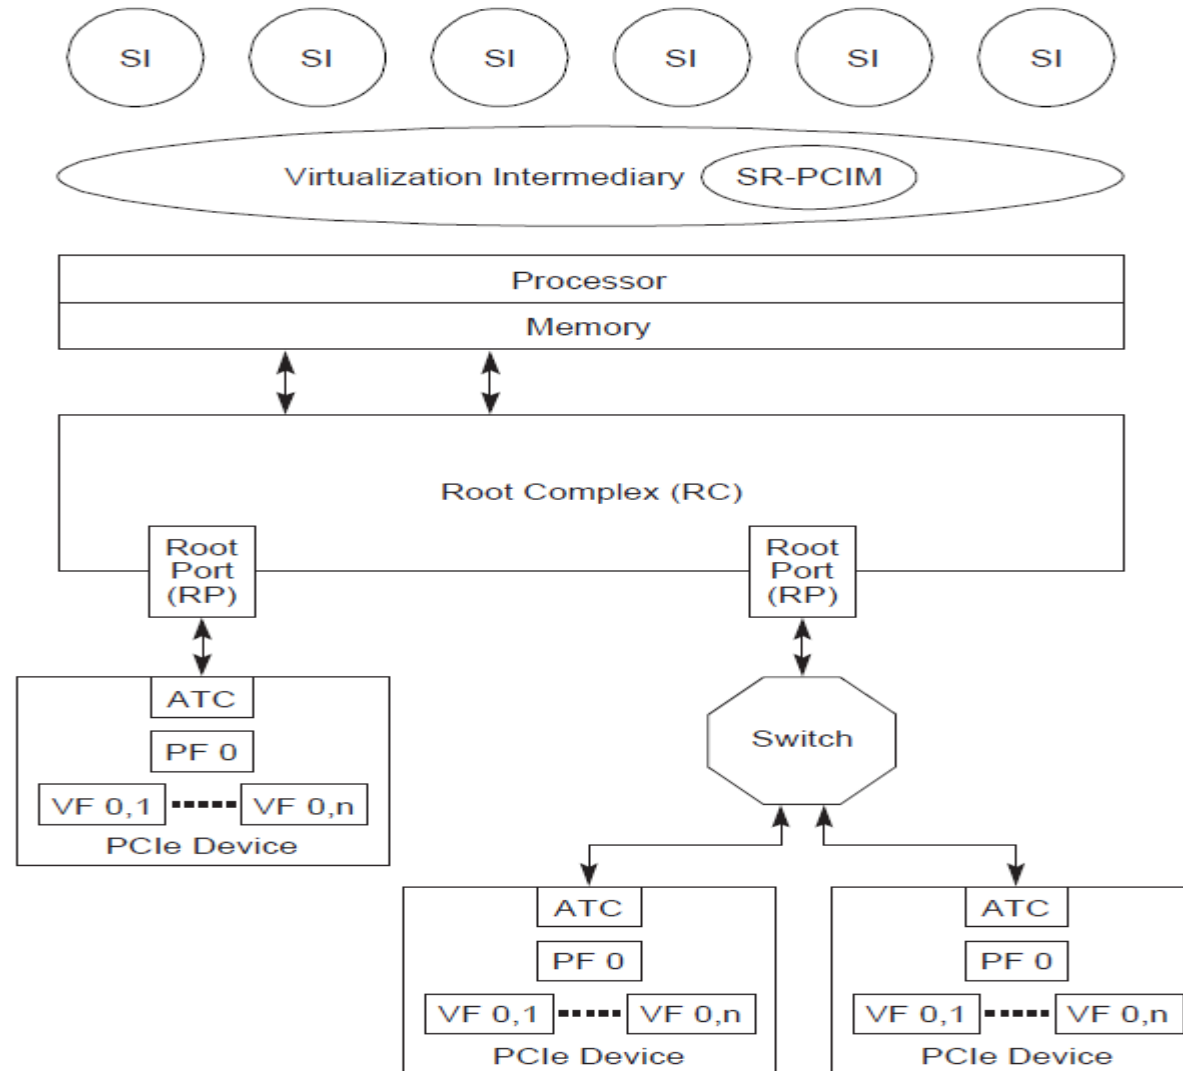 SI SI SI SI SI SI
Virtualization Intermediary SR-PCIM
Processor
Memory
Root Complex (RC)
Root
Port
(RP)
Root
Port
(RP)
ATC
PF 0
VF 0,1 VF 0,n
PCIe Device
Switch
ATC
PF 0
VF 0,1 VF 0,n
PCIe Device
ATC
PF 0
VF 0,1 VF 0,n
PCIe Device